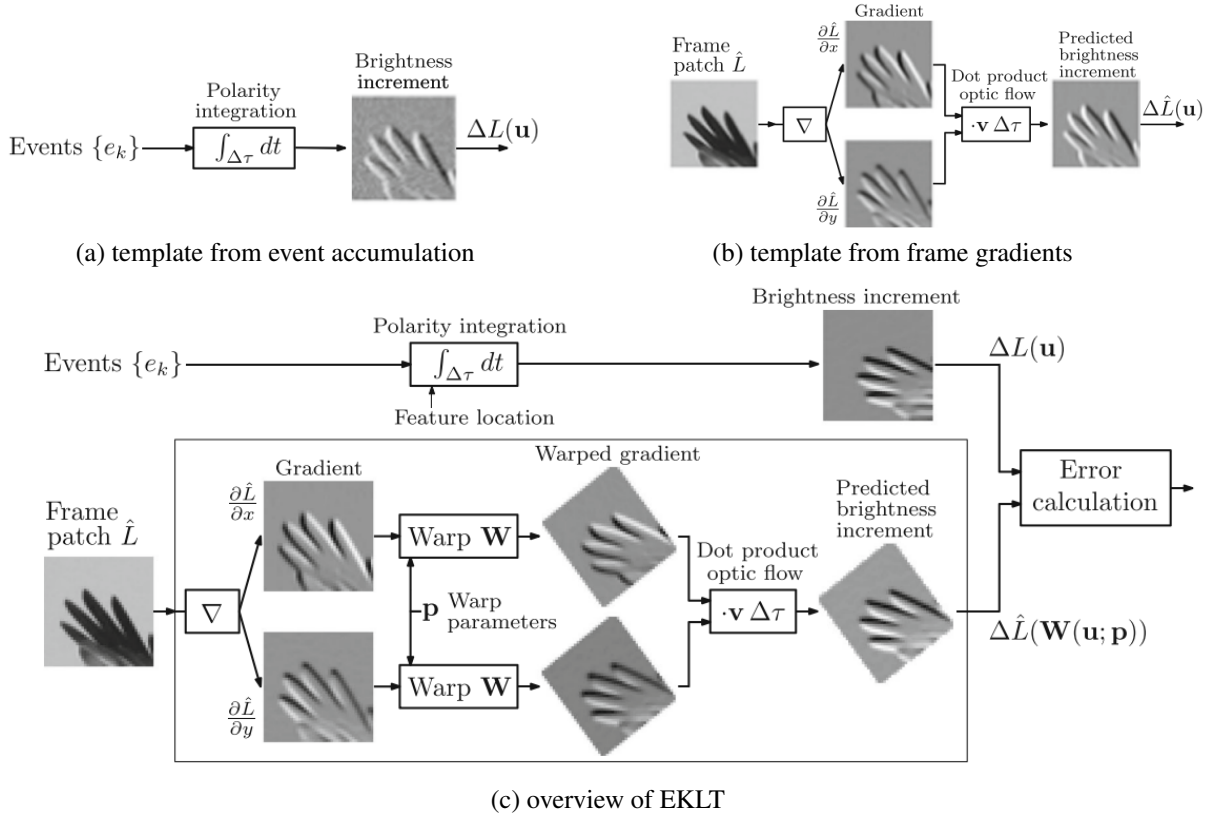 Events {e_k}
Polarity
integration
∫_{Δτ} dt
Brightness
increment
ΔL(u)
(a) template from event accumulation
Frame
patch L̂
∇
Gradient
∂L̂/∂x
∂L̂/∂y
Dot product
optic flow
·v Δτ
Predicted
brightness
increment
ΔL̂(u)
(b) template from frame gradients
Events {e_k}
Polarity integration
∫_{Δτ} dt
Feature location
Brightness increment
ΔL(u)
Frame
patch L̂
∇
Gradient
∂L̂/∂x
∂L̂/∂y
Warp W
p Warp
parameters
Warp W
Warped gradient
Dot product
optic flow
·v Δτ
Predicted
brightness
increment
ΔL̂(W(u; p))
Error
calculation
(c) overview of EKLT